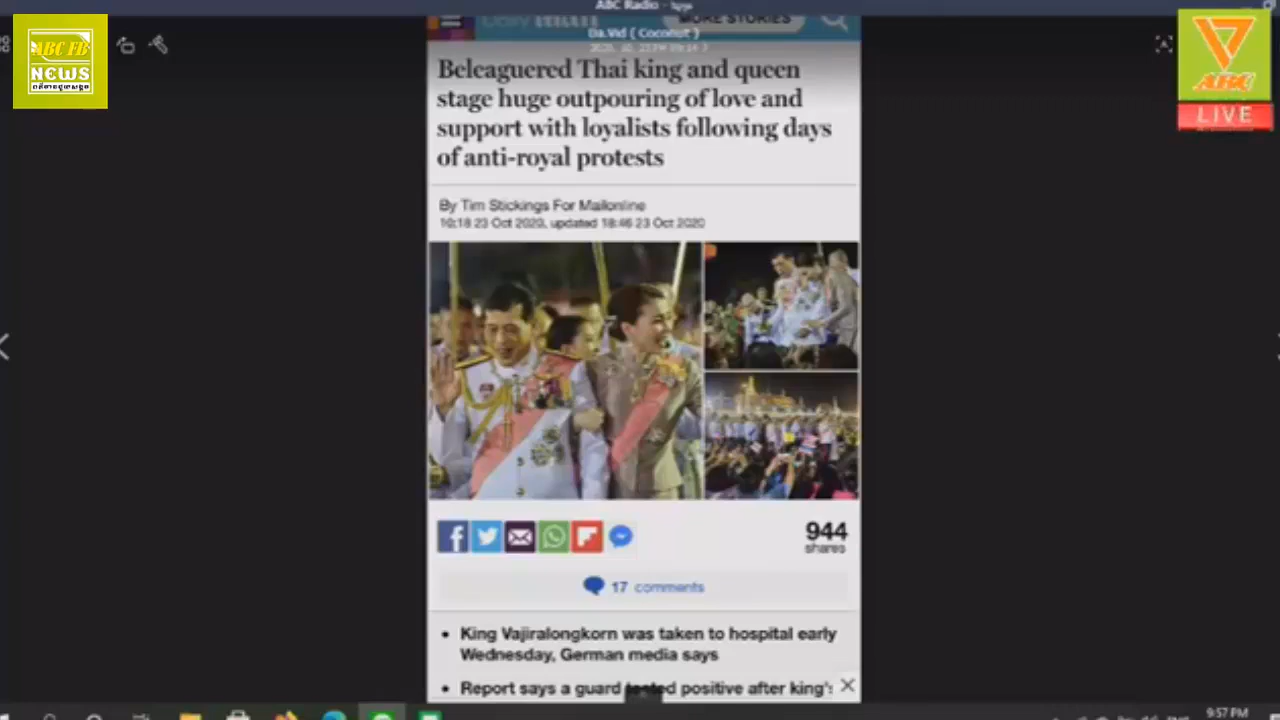 ABC Radio -
MORE STORIES
Da.Vid ( Coconut )
ABC FB
NEWS
ABC
LIVE
Beleaguered Thai king and queen
stage huge outpouring of love and
support with loyalists following days
of anti-royal protests
By Tim Stickings For Mailonline
10:18 23 Oct 2020, updated 18:46 23 Oct 2020
944
shares
17 comments
• King Vajiralongkorn was taken to hospital early
Wednesday, German media says
• Report says a guard tested positive after king's
9:57 PM